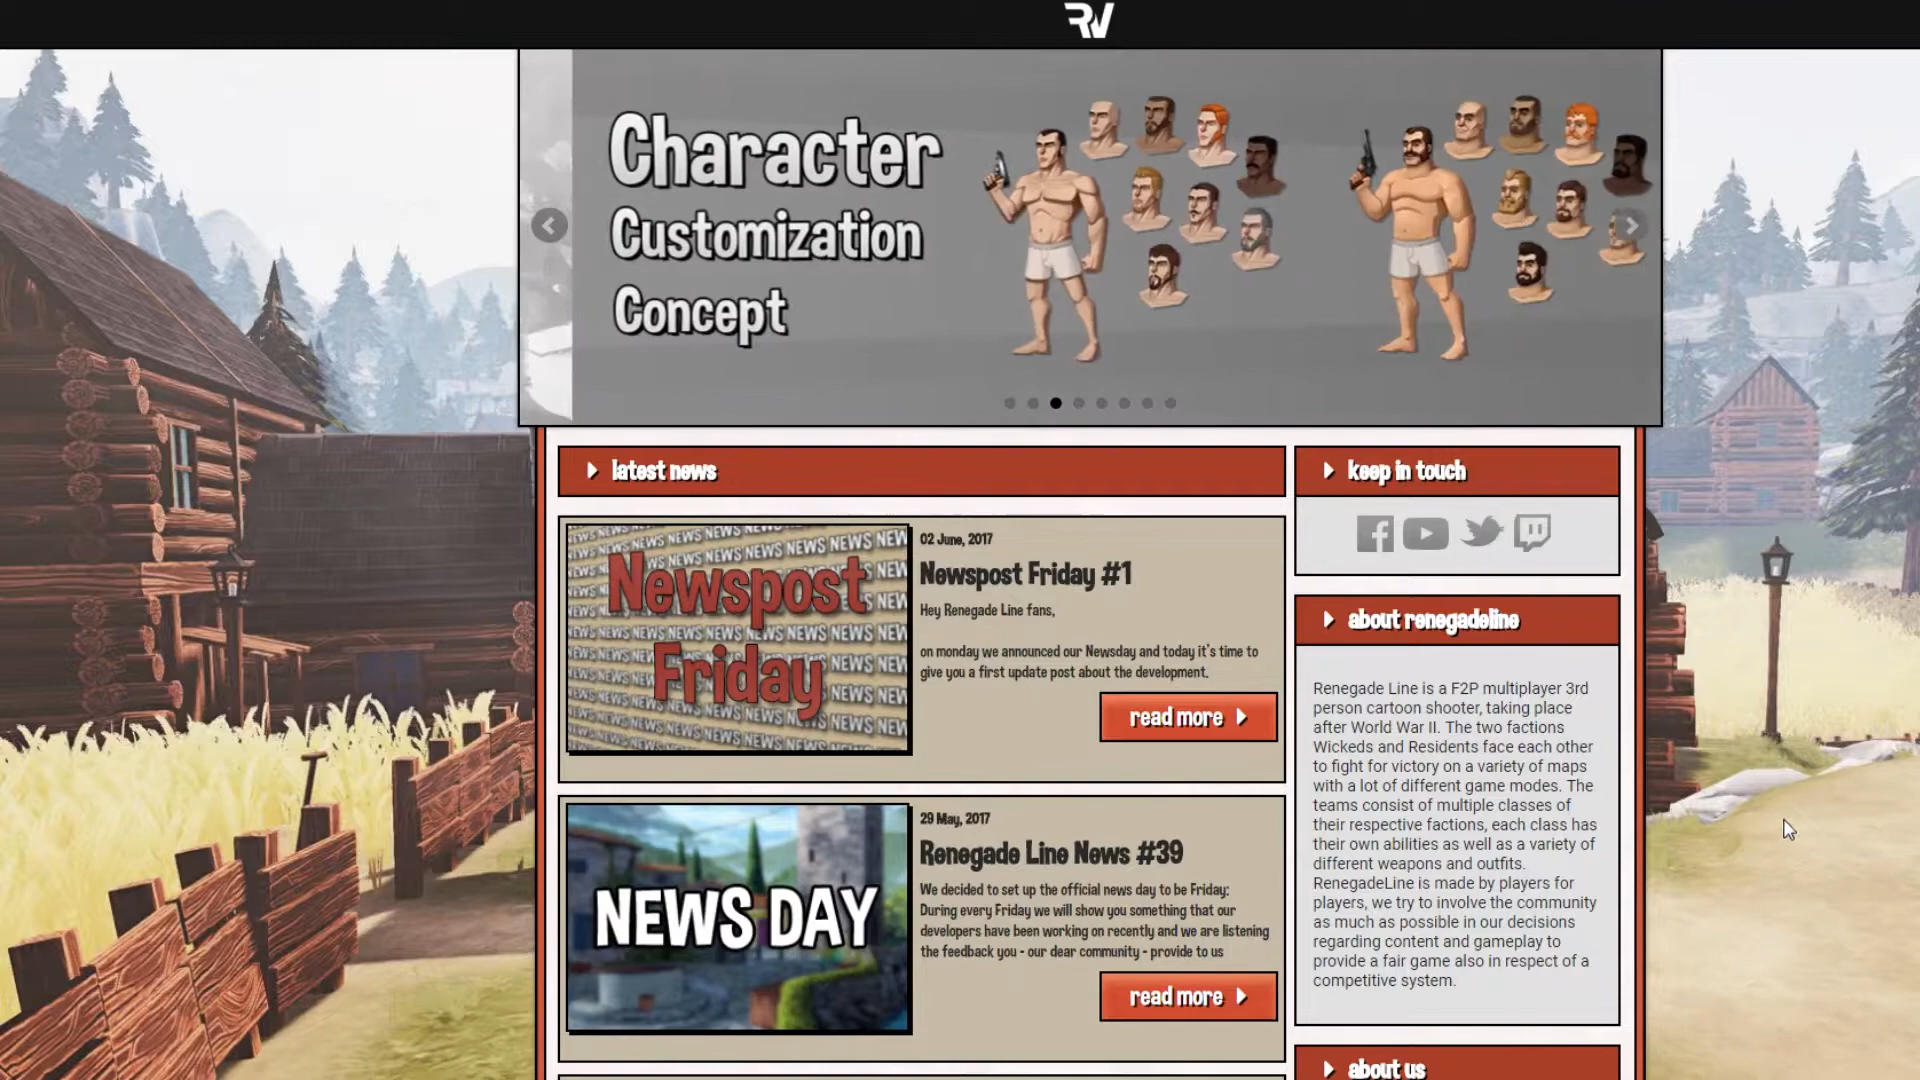 RV
Character
Customization
Concept
latest news
Newspost
Friday
02 June, 2017
Newspost Friday #1
Hey Renegade Line fans,
on monday we announced our Newsday and today it's time to
give you a first update post about the development.
read more
NEWS DAY
29 May, 2017
Renegade Line News #39
We decided to set up the official news day to be Friday:
During every Friday we will show you something that our
developers have been working on recently and we are listening
the feedback you - our dear community - provide to us
read more
keep in touch
about renegadeline
Renegade Line is a F2P multiplayer 3rd
person cartoon shooter, taking place
after World War II. The two factions
Wickeds and Residents face each other
to fight for victory on a variety of maps
with a lot of different game modes. The
teams consist of multiple classes of
their respective factions, each class has
their own abilities as well as a variety of
different weapons and outfits.
RenegadeLine is made by players for
players, we try to involve the community
as much as possible in our decisions
regarding content and gameplay to
provide a fair game also in respect of a
competitive system.
about us